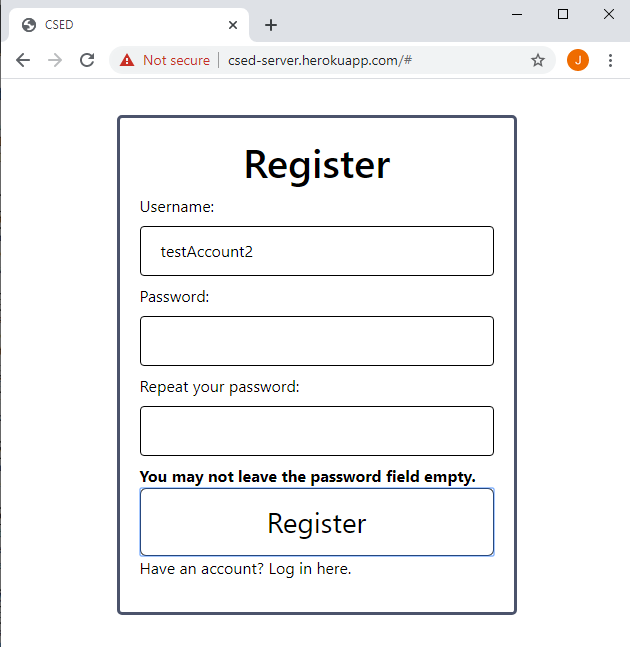 CSED
Not secure | csed-server.herokuapp.com/#
J
Register
Username:
testAccount2
Password:
Repeat your password:
You may not leave the password field empty.
Register
Have an account? Log in here.